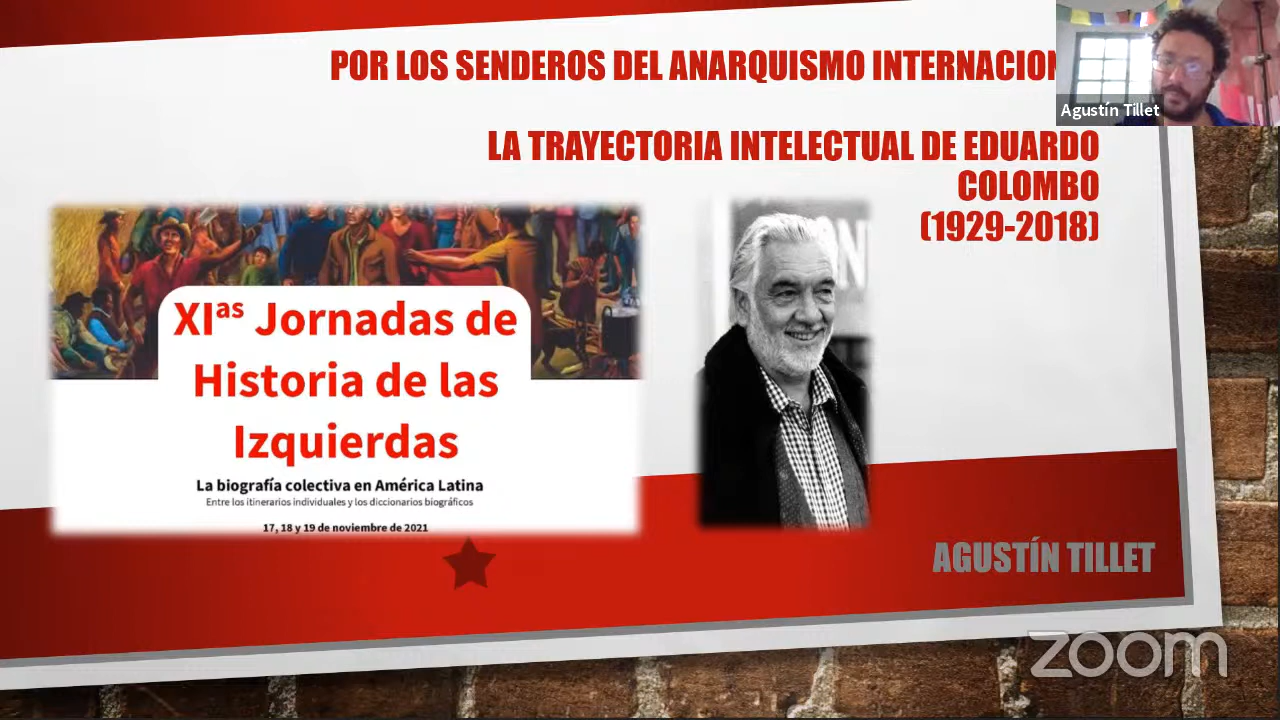 POR LOS SENDEROS DEL ANARQUISMO INTERNACION
Agustín Tillet
LA TRAYECTORIA INTELECTUAL DE EDUARDO
COLOMBO
(1929-2018)
XIas Jornadas de
Historia de las
Izquierdas
La biografía colectiva en América Latina
Entre los itinerarios individuales y los diccionarios biográficos
17, 18 y 19 de noviembre de 2021
AGUSTÍN TILLET
zoom